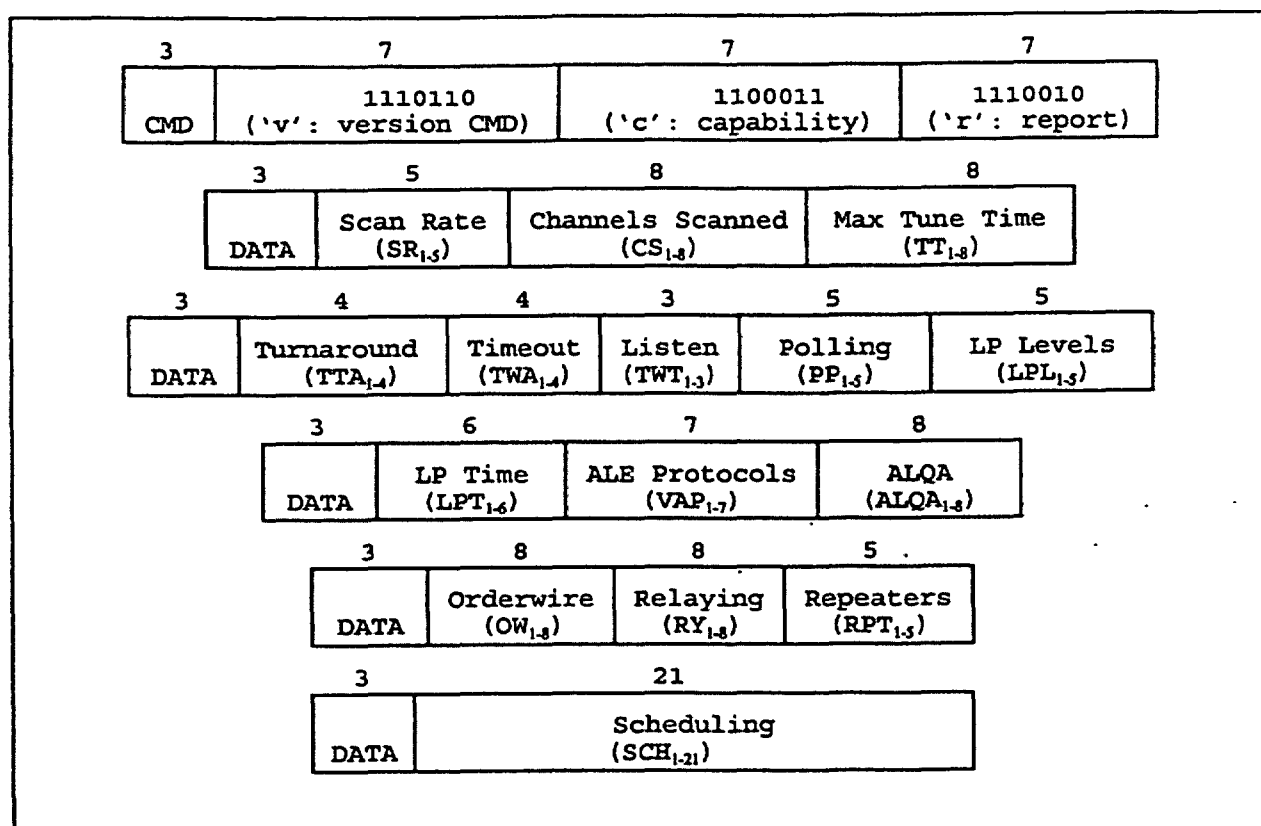 3 7 7 7
1110110 1100011 1110010
CMD ('v': version CMD) ('c': capability) ('r': report)
3 5 8 8
Scan Rate Channels Scanned Max Tune Time
DATA (SR1-5) (CS1-8) (TT1-8)
3 4 4 3 5 5
Turnaround Timeout Listen Polling LP Levels
DATA (TTA1-4) (TWA1-4) (TWT1-3) (PP1-5) (LPL1-5)
3 6 7 8
LP Time ALE Protocols ALQA
DATA (LPT1-6) (VAP1-7) (ALQA1-8)
3 8 8 5
Orderwire Relaying Repeaters
DATA (OW1-8) (RY1-8) (RPT1-5)
3 21
Scheduling
DATA (SCH1-21)